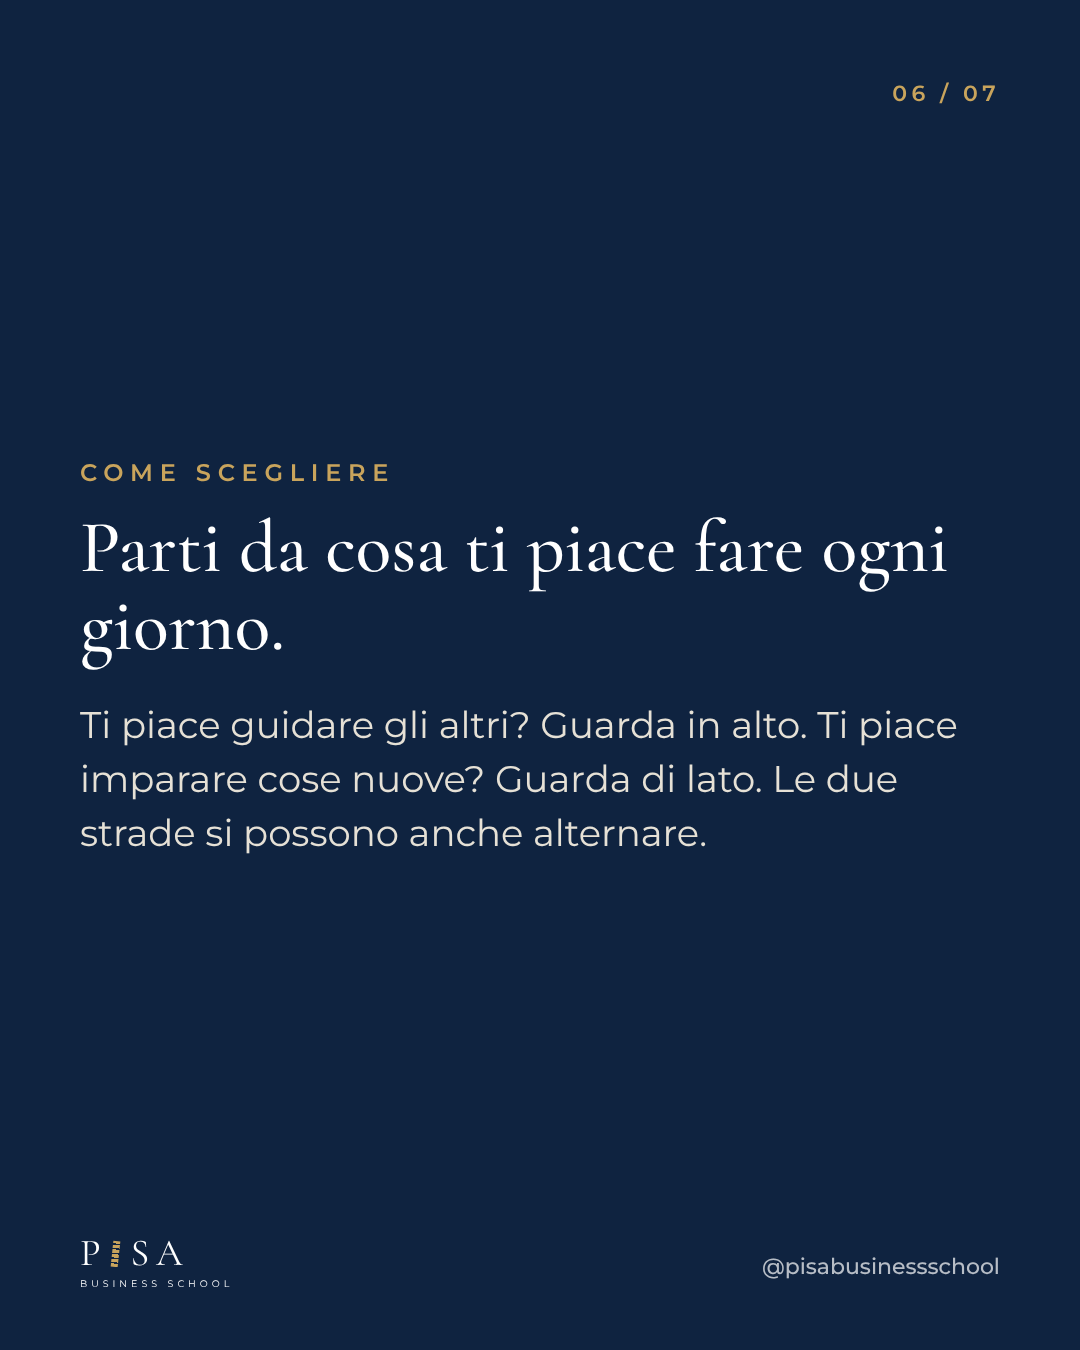 06 / 07
COME SCEGLIERE
Parti da cosa ti piace fare ogni
giorno.
Ti piace guidare gli altri? Guarda in alto. Ti piace
imparare cose nuove? Guarda di lato. Le due
strade si possono anche alternare.
PISA
BUSINESS SCHOOL
@pisabusinessschool